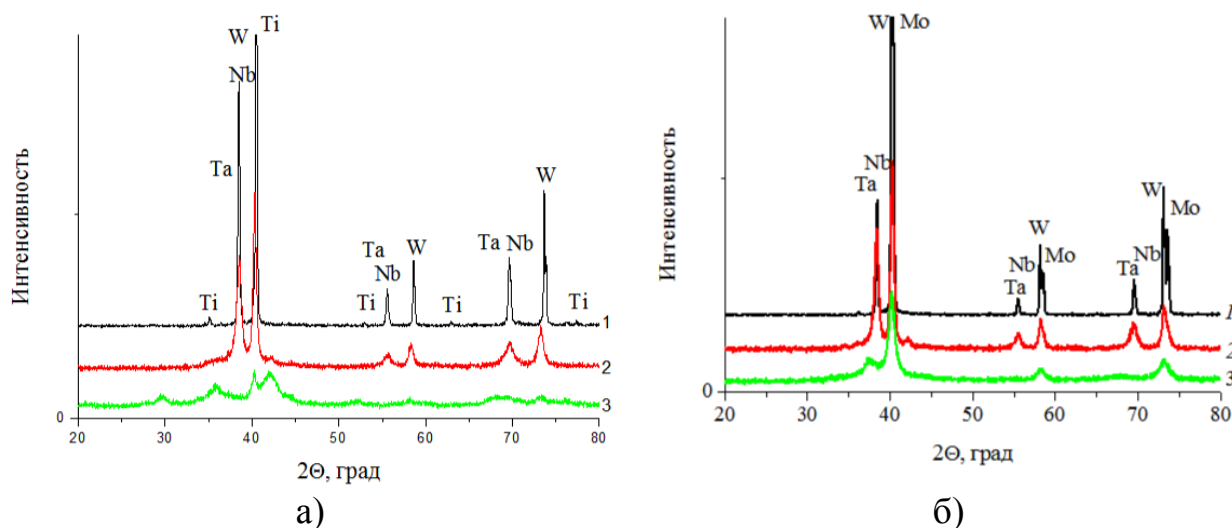 Ti
W
Nb
Ta
W
Ta
Nb
W
Ta Nb
Ti
Ti
Ti
Ti
1
2
3
0
20 30 40 50 60 70 80
Интенсивность
2Θ, град
а)
W Mo
Nb
Ta
W
Mo
W
Nb Mo
Ta
Nb
Ta
1
2
3
0
20 30 40 50 60 70 80
Интенсивность
2Θ, град
б)